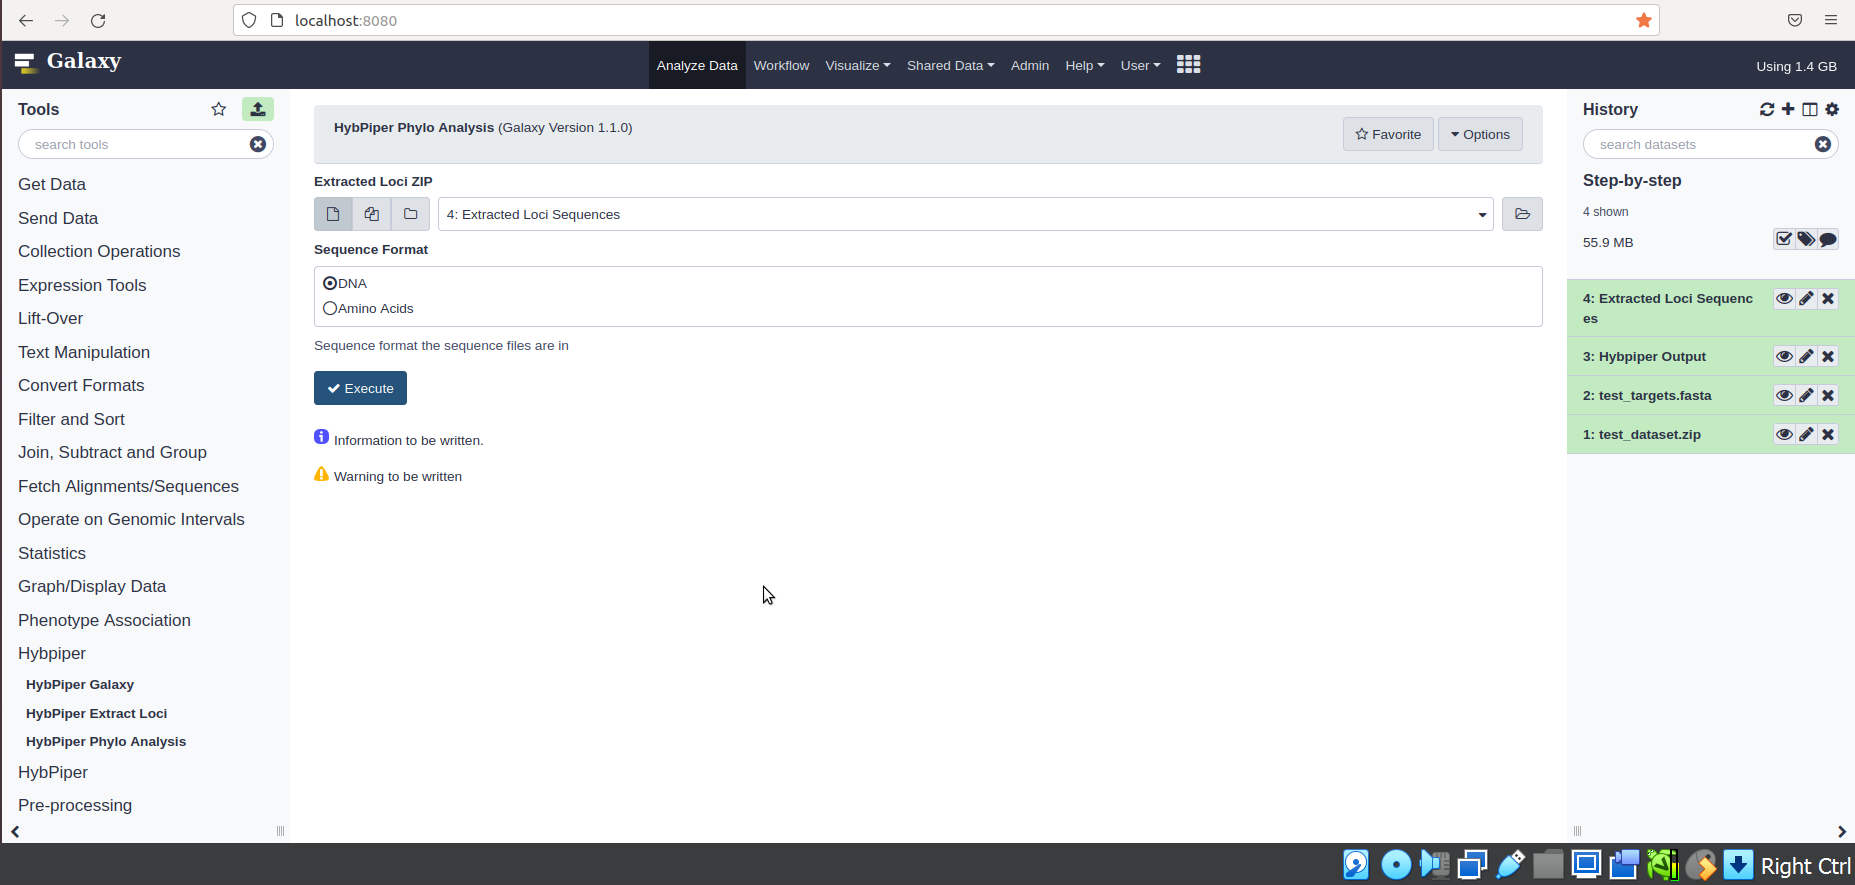 localhost:8080
Galaxy
Analyze Data Workflow Visualize Shared Data Admin Help User
Using 1.4 GB
Tools
search tools
Get Data
Send Data
Collection Operations
Expression Tools
Lift-Over
Text Manipulation
Convert Formats
Filter and Sort
Join, Subtract and Group
Fetch Alignments/Sequences
Operate on Genomic Intervals
Statistics
Graph/Display Data
Phenotype Association
Hybpiper
HybPiper Galaxy
HybPiper Extract Loci
HybPiper Phylo Analysis
HybPiper
Pre-processing
HybPiper Phylo Analysis (Galaxy Version 1.1.0)
Favorite
Options
Extracted Loci ZIP
4: Extracted Loci Sequences
Sequence Format
DNA
Amino Acids
Sequence format the sequence files are in
Execute
Information to be written.
Warning to be written
History
search datasets
Step-by-step
4 shown
55.9 MB
4: Extracted Loci Sequenc
es
3: Hybpiper Output
2: test_targets.fasta
1: test_dataset.zip
Right Ctrl